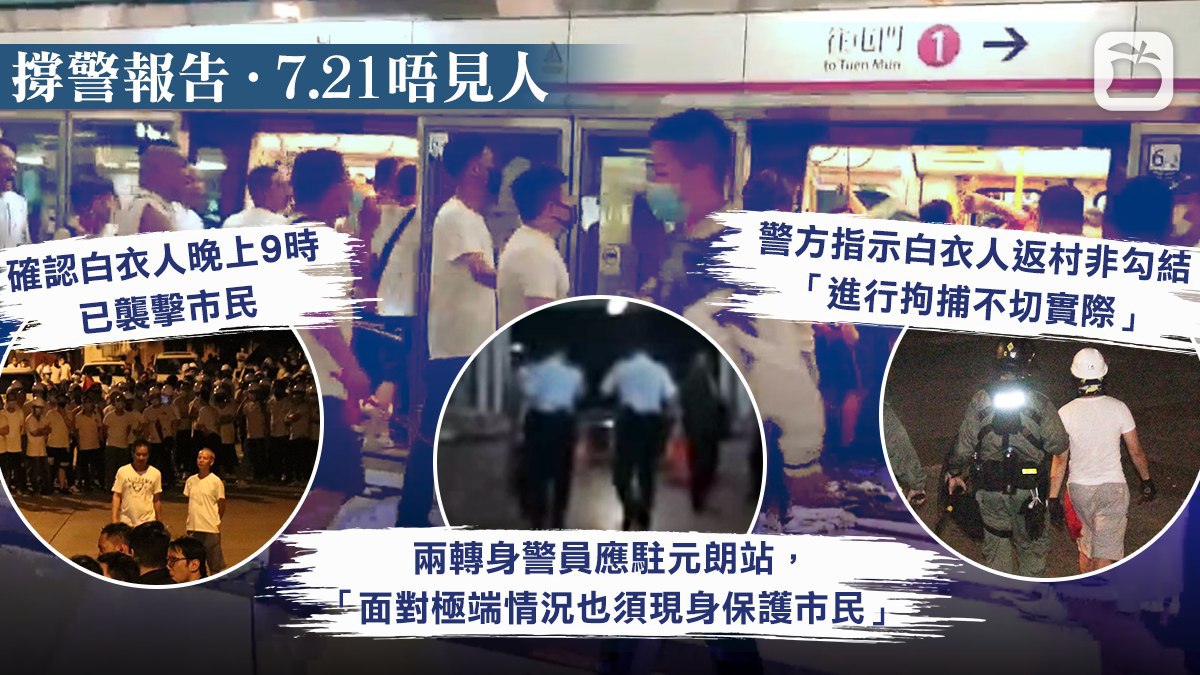 撐警報告·7.21唔見人
往屯門 1
to Tuen Mun
確認白衣人晚上9時
已襲擊市民
警方指示白衣人返村非勾結
「進行拘捕不切實際」
兩轉身警員應駐元朗站，
「面對極端情況也須現身保護市民」